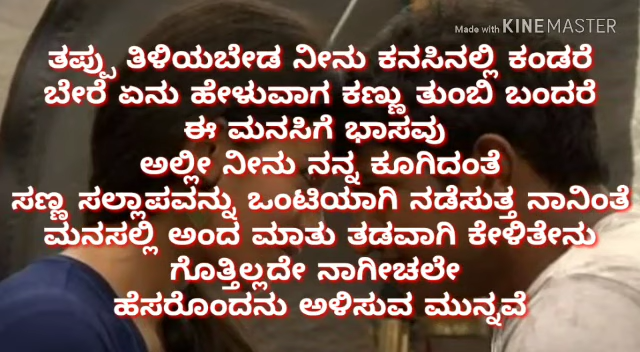 Made with KINEMASTER
ತಪ್ಪು ತಿಳಿಯಬೇಡ ನೀನು ಕನಸಿನಲ್ಲಿ ಕಂಡರೆ
ಬೇರೆ ಏನು ಹೇಳುವಾಗ ಕಣ್ಣು ತುಂಬಿ ಬಂದರೆ
ಈ ಮನಸಿಗೆ ಭಾಸವು
ಅಲ್ಲೀ ನೀನು ನನ್ನ ಕೂಗಿದಂತೆ
ಸಣ್ಣ ಸಲ್ಲಾಪವನ್ನು ಒಂಟಿಯಾಗಿ ನಡೆಸುತ್ತ ನಾನಿಂತೆ
ಮನಸಲ್ಲಿ ಅಂದ ಮಾತು ತಡವಾಗಿ ಕೇಳಿತೇನು
ಗೊತ್ತಿಲ್ಲದೇ ನಾಗೀಚಲೇ
ಹೆಸರೊಂದನು ಅಳಿಸುವ ಮುನ್ನವೆ